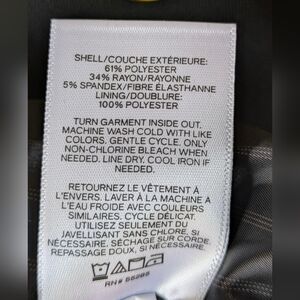 SHELL/COUCHE EXTÉRIEURE:
61% POLYESTER
34% RAYON/RAYONNE
5% SPANDEX/FIBRE ÉLASTHANNE
LINING/DOUBLURE:
100% POLYESTER
TURN GARMENT INSIDE OUT.
MACHINE WASH COLD WITH LIKE
COLORS. GENTLE CYCLE. ONLY
NON-CHLORINE BLEACH WHEN
NEEDED. LINE DRY. COOL IRON IF
NEEDED.
RETOURNEZ LE VÊTEMENT À
L'ENVERS. LAVER À LA MACHINE A
L'EAU FROIDE AVEC COULEURS
SIMILAIRES. CYCLE DÉLICAT.
UTILISEZ SEULEMENT DU
JAVELLISANT SANS CHLORE, SI
NÉCESSAIRE. SÉCHAGE SUR CORDE.
REPASSAGE DOUX, SI NÉCESSAIRE.
RN#55285